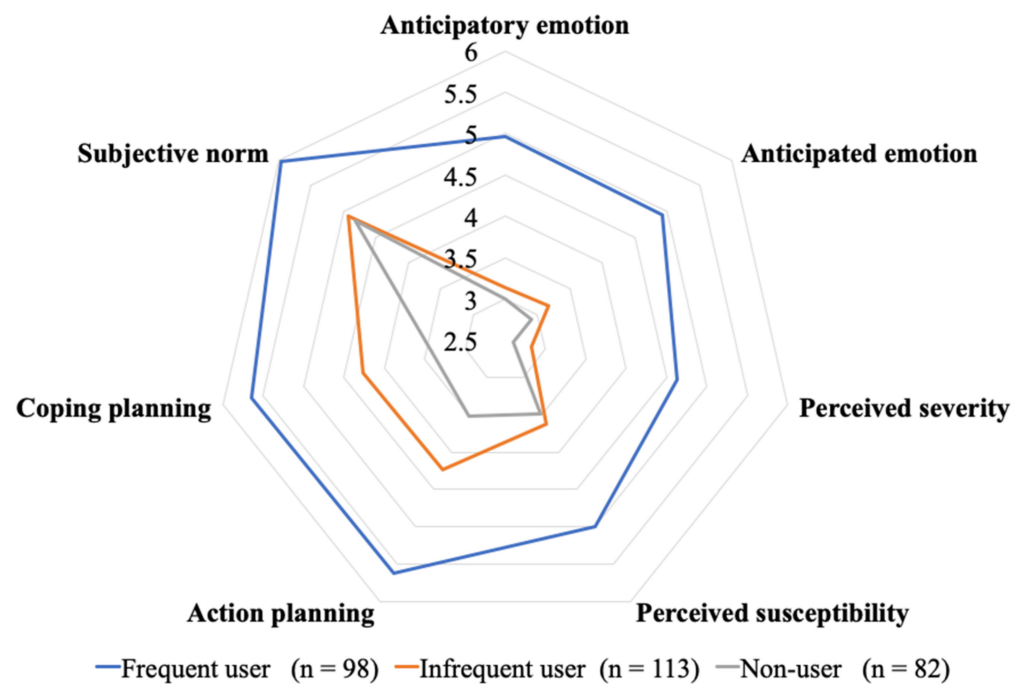 Anticipatory emotion
6
5.5
5
4.5
4
3.5
3
2.5
Subjective norm
Anticipated emotion
Coping planning
Perceived severity
Action planning
Perceived susceptibility
Frequent user (n = 98) Infrequent user (n = 113) Non-user (n = 82)